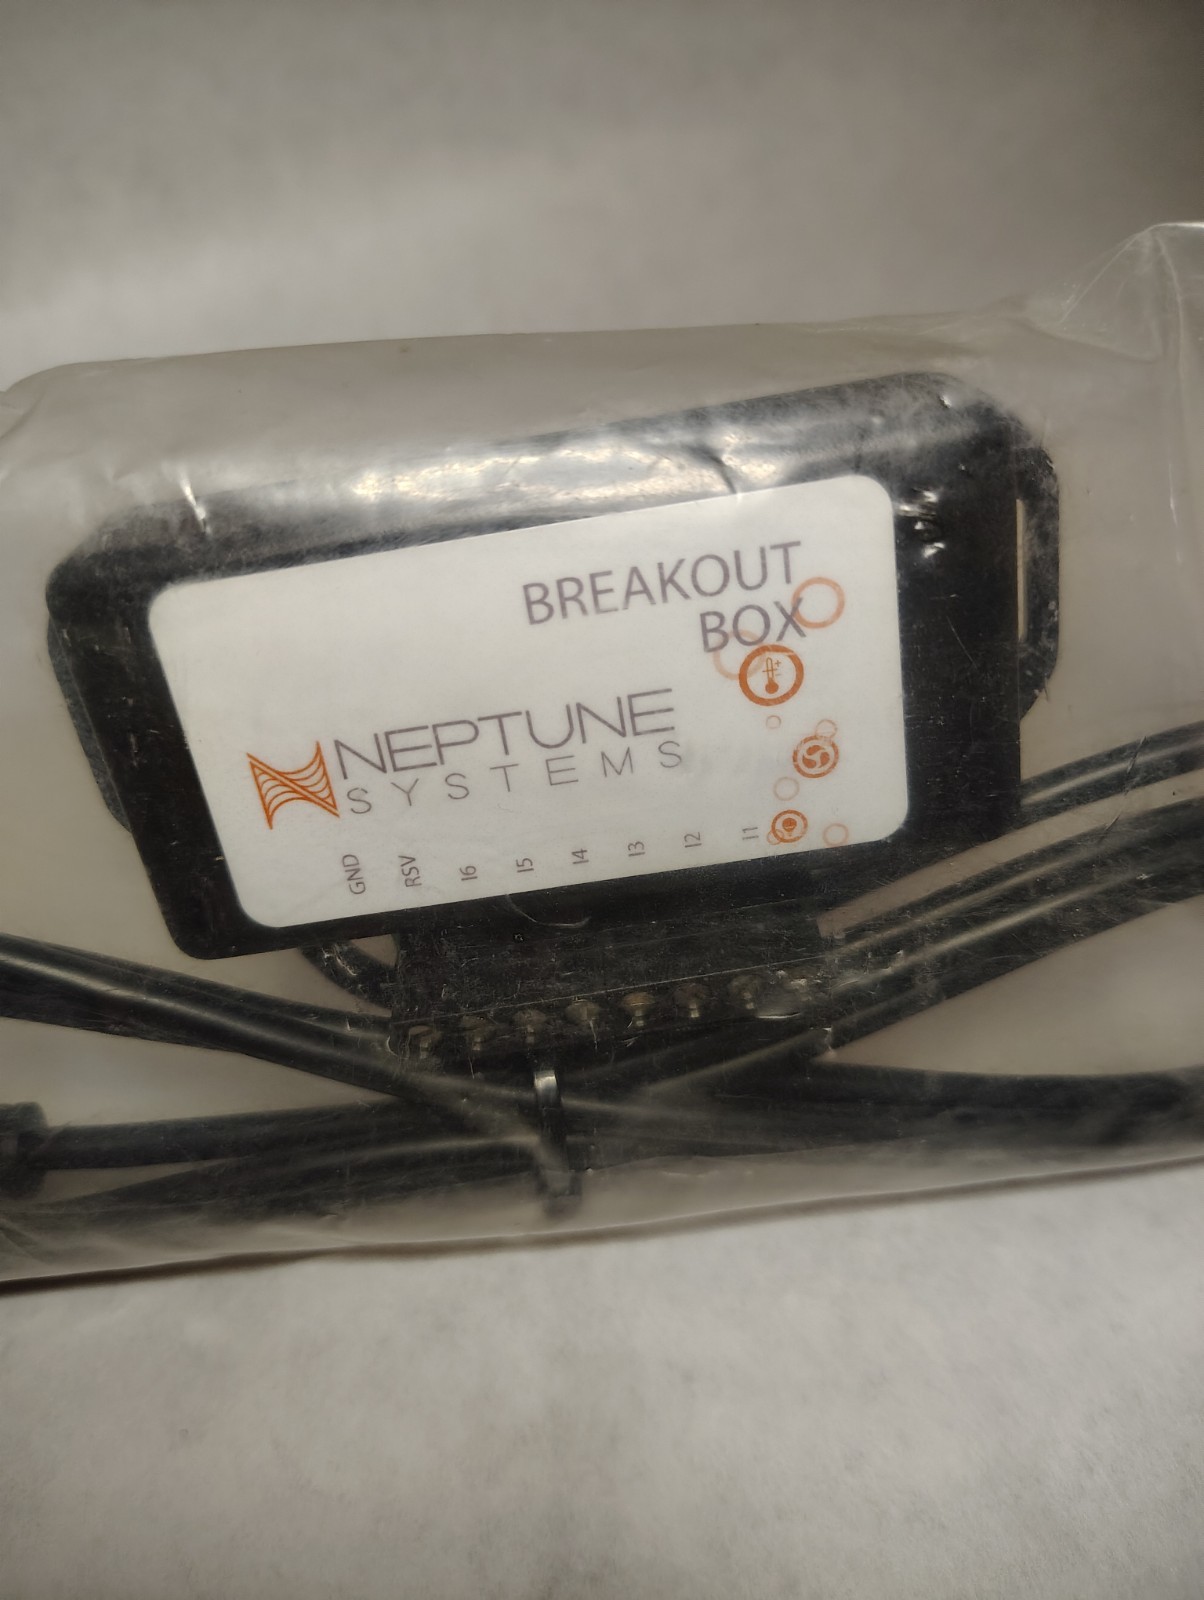 BREAKOUT
BOX
NEPTUNE
SYSTEMS
GND
RSV
I6
I5
I4
I3
I2
I1